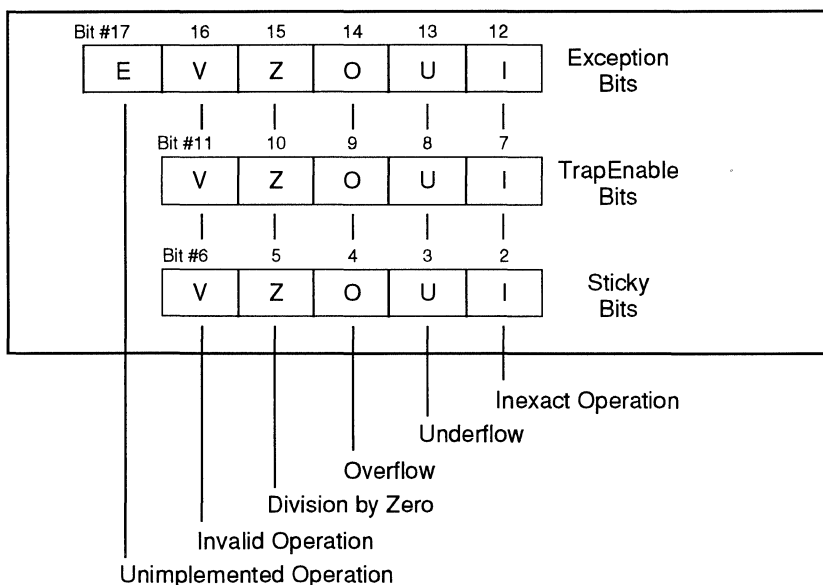 Bit #17 16 15 14 13 12
E V Z O U I
Exception
Bits
Bit #11 10 9 8 7
V Z O U I
TrapEnable
Bits
Bit #6 5 4 3 2
V Z O U I
Sticky
Bits
Inexact Operation
Underflow
Overflow
Division by Zero
Invalid Operation
Unimplemented Operation